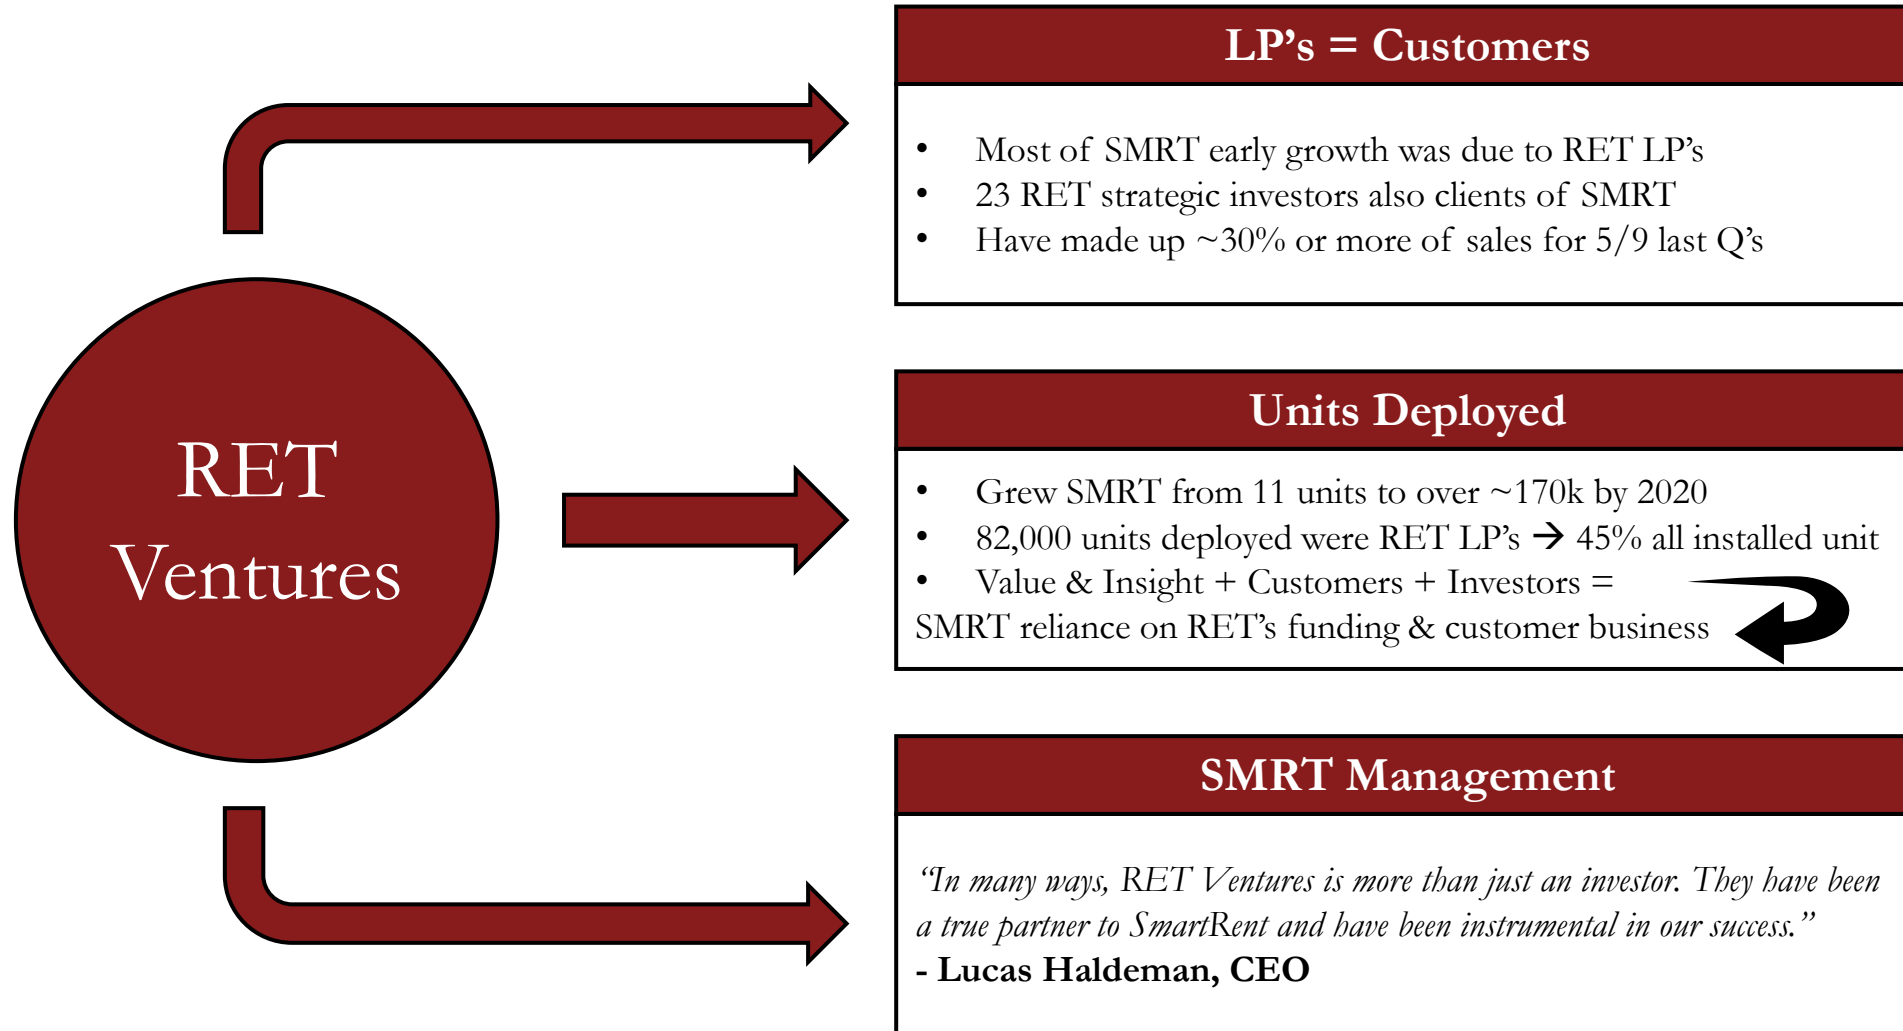 RET
Ventures
LP's = Customers
• Most of SMRT early growth was due to RET LP's
• 23 RET strategic investors also clients of SMRT
• Have made up ~30% or more of sales for 5/9 last Q's
Units Deployed
• Grew SMRT from 11 units to over ~170k by 2020
• 82,000 units deployed were RET LP's → 45% all installed unit
• Value & Insight + Customers + Investors =
SMRT reliance on RET's funding & customer business
SMRT Management
“In many ways, RET Ventures is more than just an investor. They have been
a true partner to SmartRent and have been instrumental in our success.”
- Lucas Haldeman, CEO